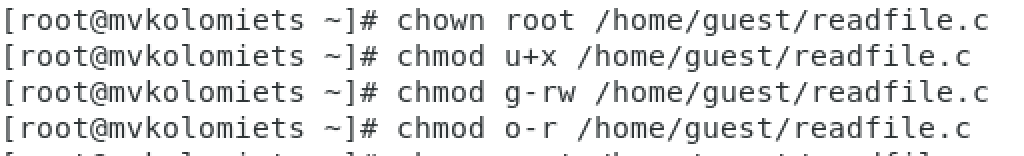 [root@mvkolomiets ~]# chown root /home/guest/readfile.c
[root@mvkolomiets ~]# chmod u+x /home/guest/readfile.c
[root@mvkolomiets ~]# chmod g-rw /home/guest/readfile.c
[root@mvkolomiets ~]# chmod o-r /home/guest/readfile.c